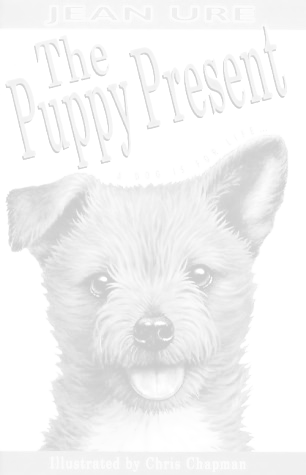 JEAN URE
The
Puppy Present
Illustrated by Chris Chapman